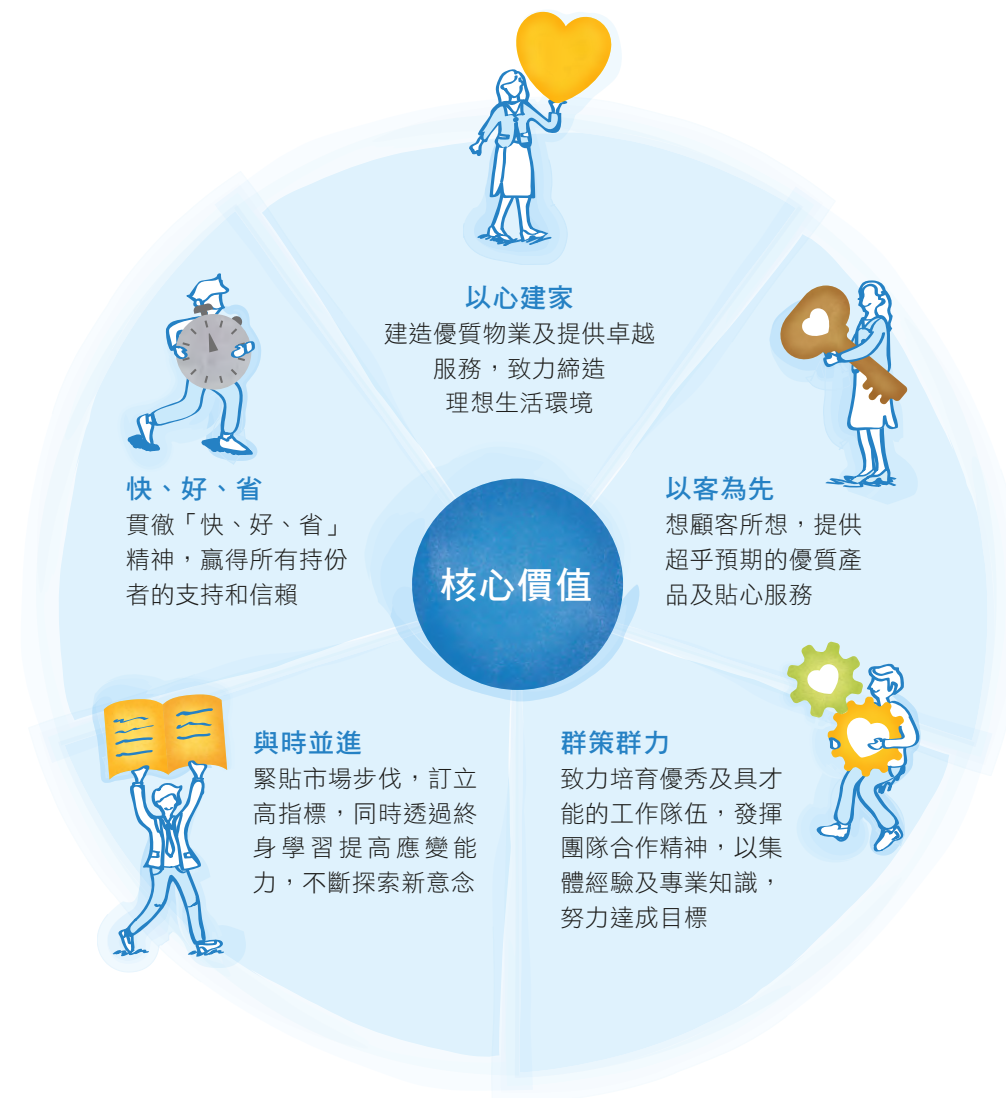 以心建家
建造優質物業及提供卓越
服務，致力締造
理想生活環境
以客為先
想顧客所想，提供
超乎預期的優質產
品及貼心服務
群策群力
致力培育優秀及具才
能的工作隊伍，發揮
團隊合作精神，以集
體經驗及專業知識，
努力達成目標
與時並進
緊貼市場步伐，訂立
高指標，同時透過終
身學習提高應變能
力，不斷探索新意念
快、好、省
貫徹「快、好、省」
精神，贏得所有持份
者的支持和信賴
核心價值